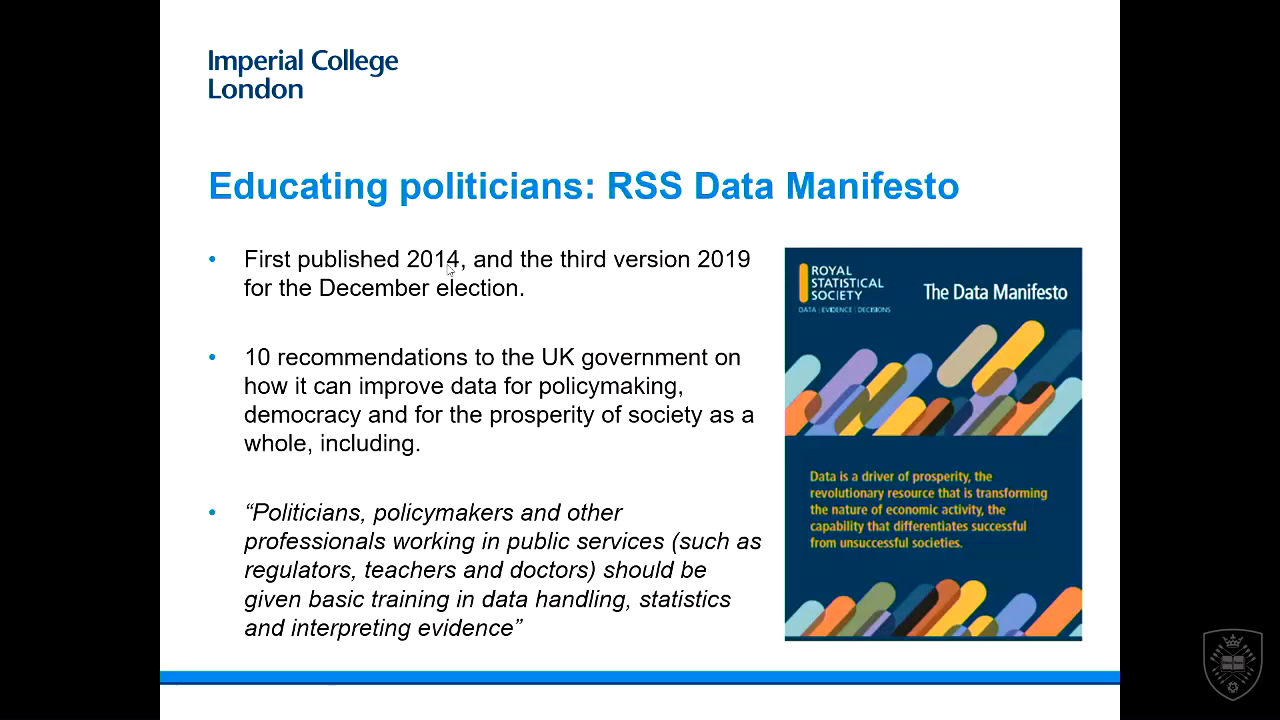 Imperial College
London
Educating politicians: RSS Data Manifesto
• First published 2014, and the third version 2019
for the December election.
• 10 recommendations to the UK government on
how it can improve data for policymaking,
democracy and for the prosperity of society as a
whole, including.
• “Politicians, policymakers and other
professionals working in public services (such as
regulators, teachers and doctors) should be
given basic training in data handling, statistics
and interpreting evidence”
ROYAL
STATISTICAL
SOCIETY
DATA | EVIDENCE | DECISIONS
The Data Manifesto
Data is a driver of prosperity, the
revolutionary resource that is transforming
the nature of economic activity, the
capability that differentiates successful
from unsuccessful societies.